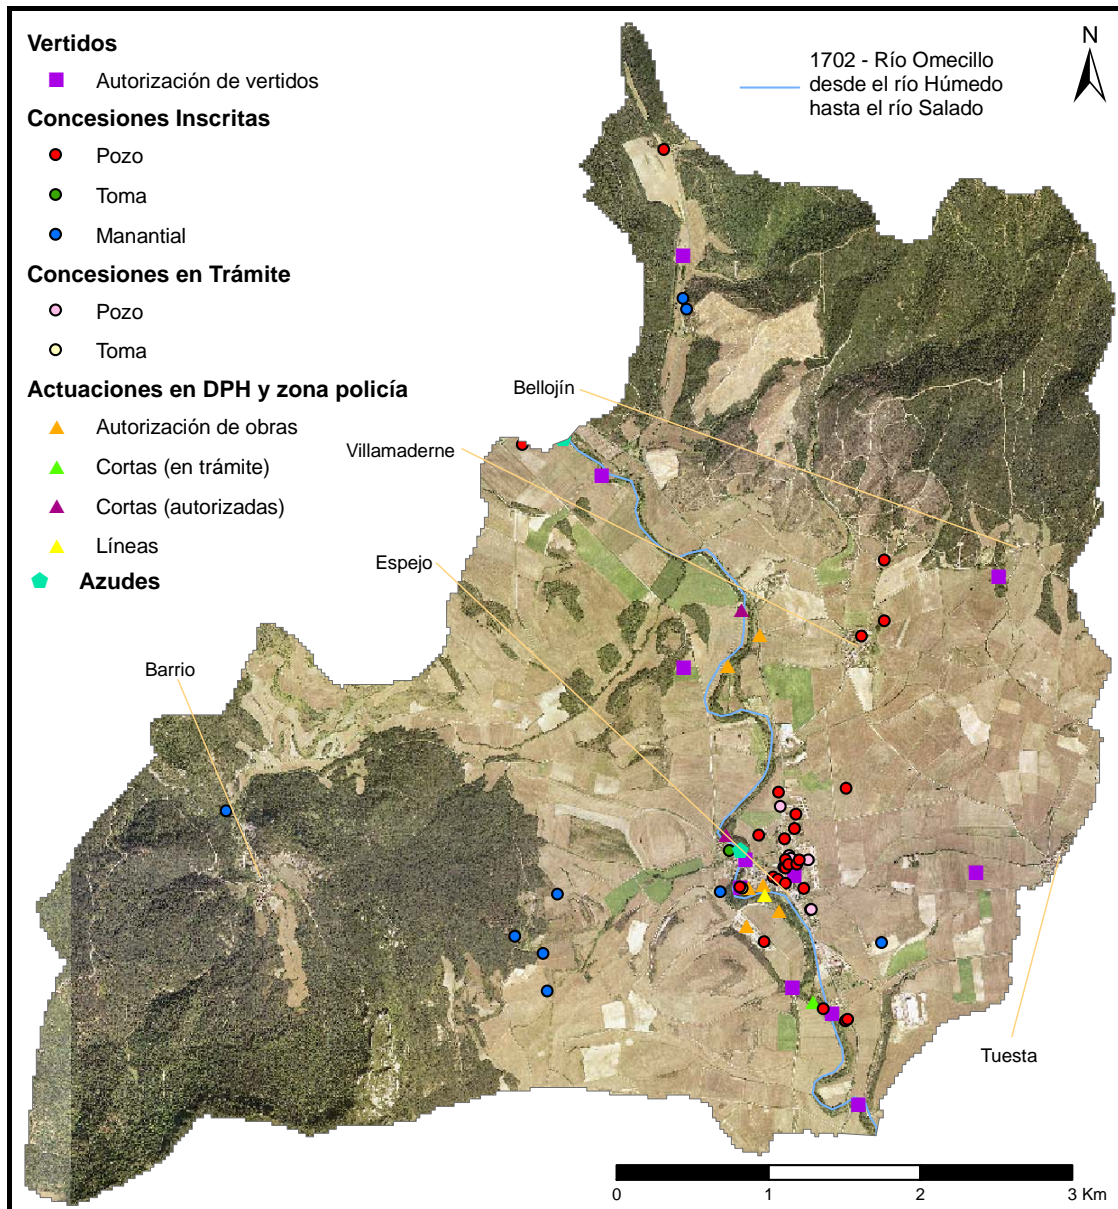 Vertidos
Autorización de vertidos
Concesiones Inscritas
Pozo
Toma
Manantial
Concesiones en Trámite
Pozo
Toma
Actuaciones en DPH y zona policía
Autorización de obras
Cortas (en trámite)
Cortas (autorizadas)
Líneas
Azudes
1702 - Río Omecillo
desde el río Húmedo
hasta el río Salado
N
Bellojín
Villamaderne
Espejo
Barrio
Tuesta
0 1 2 3 Km